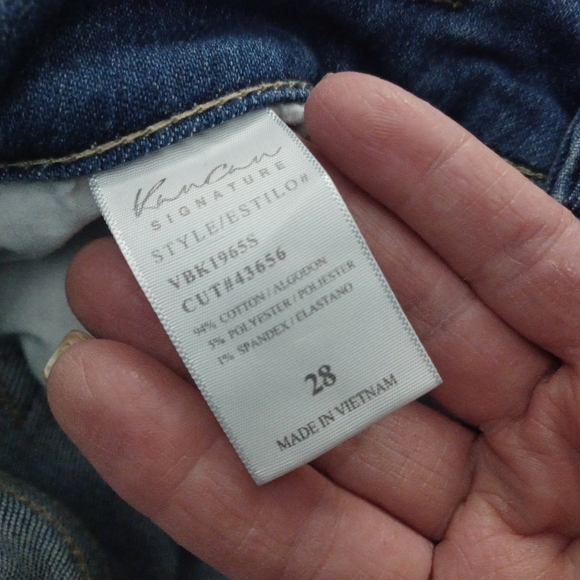 Kancan
SIGNATURE
STYLE/ESTILO#
VBK1965S
CUT#43656
94% COTTON / ALGODON
5% POLYESTER / POLIESTER
1% SPANDEX / ELASTANO
28
MADE IN VIETNAM